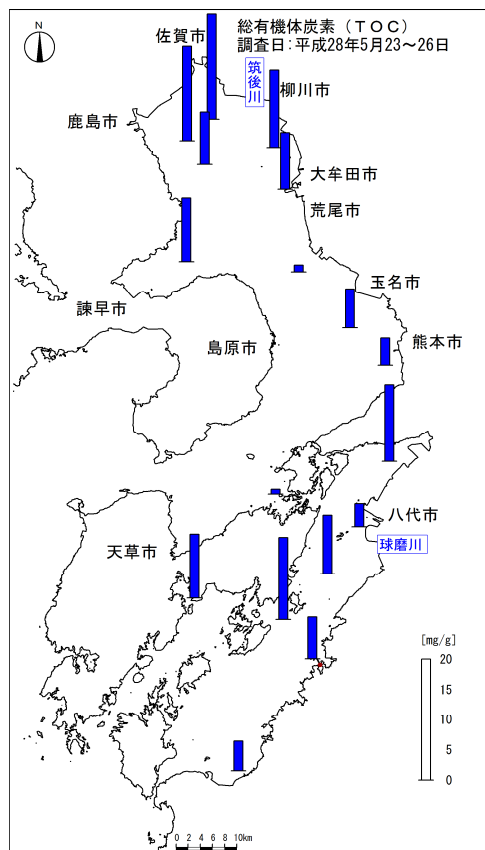 総有機体炭素(TOC)
調査日:平成28年5月23~26日
N
佐賀市
筑後川
柳川市
鹿島市
大牟田市
荒尾市
玉名市
諫早市
島原市
熊本市
八代市
球磨川
天草市
[mg/g]
20
15
10
5
0
0 2 4 6 8 10km